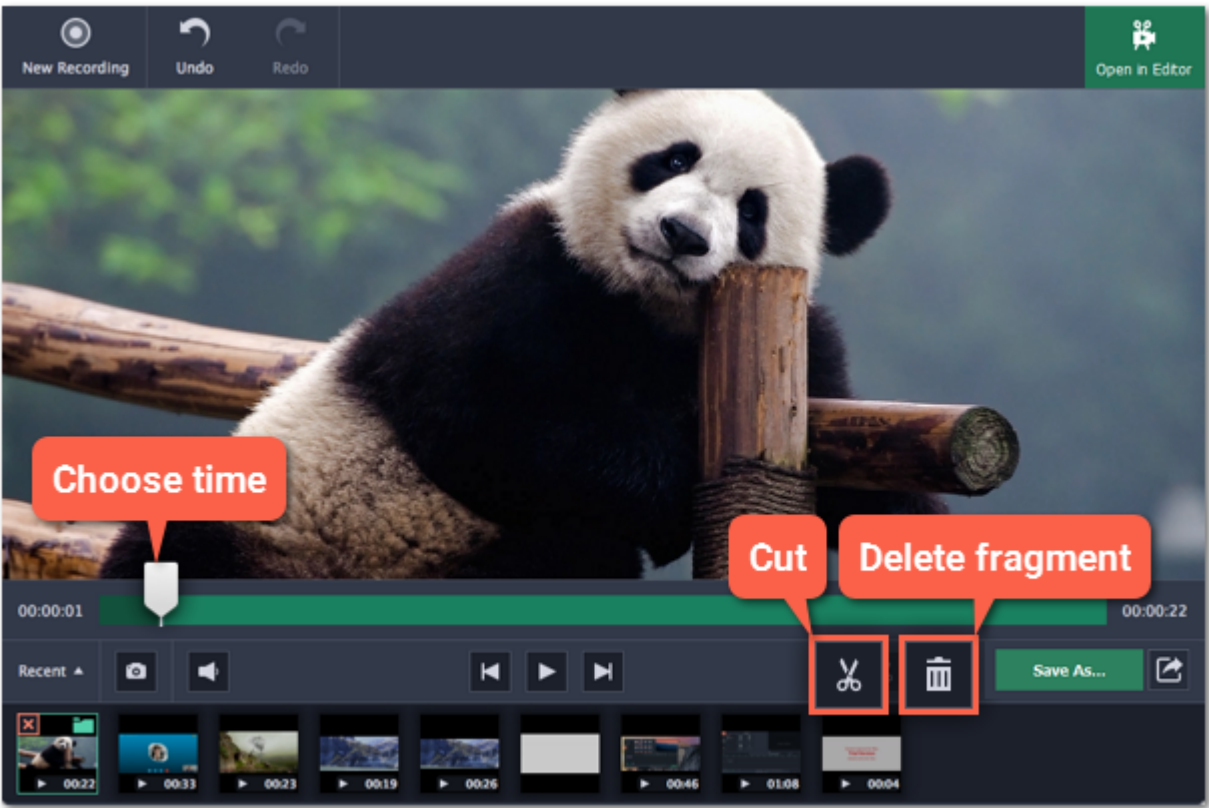 New Recording
Undo
Redo
Open in Editor
Choose time
Cut
Delete fragment
00:00:01
00:00:22
Recent
Save As...
00:22
00:33
00:23
00:19
00:26
00:46
01:08
00:04